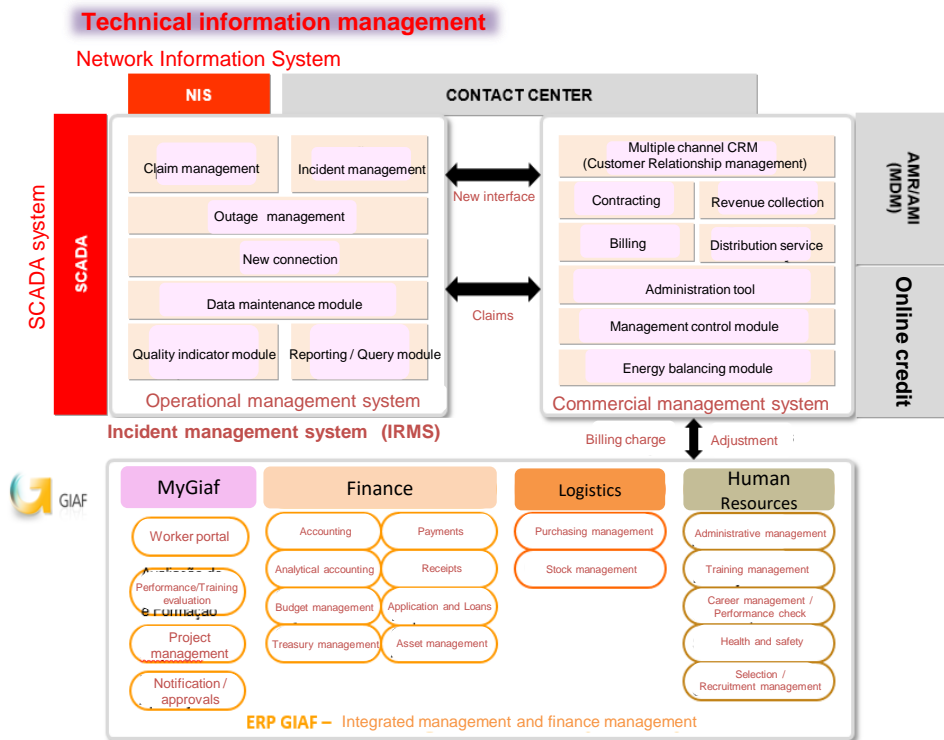 Technical information management
Network Information System
NIS
CONTACT CENTER
SCADA system
SCADA
Claim management
Incident management
Outage management
New connection
Data maintenance module
Quality indicator module
Reporting / Query module
Operational management system
Incident management system (IRMS)
New interface
Claims
Multiple channel CRM
(Customer Relationship management)
Contracting
Revenue collection
Billing
Distribution service
Administration tool
Management control module
Energy balancing module
Commercial management system
AMR/AMI
(MDM)
Online credit
Billing charge
Adjustment
GIAF
MyGiaf
Worker portal
Performance/Training
evaluation
e Formação
Project
management
Notification /
approvals
Finance
Accounting
Payments
Analytical accounting
Receipts
Budget management
Application and Loans
Treasury management
Asset management
Logistics
Purchasing management
Stock management
Human
Resources
Administrative management
Training management
Career management /
Performance check
Health and safety
Selection /
Recruitment management
ERP GIAF – Integrated management and finance management